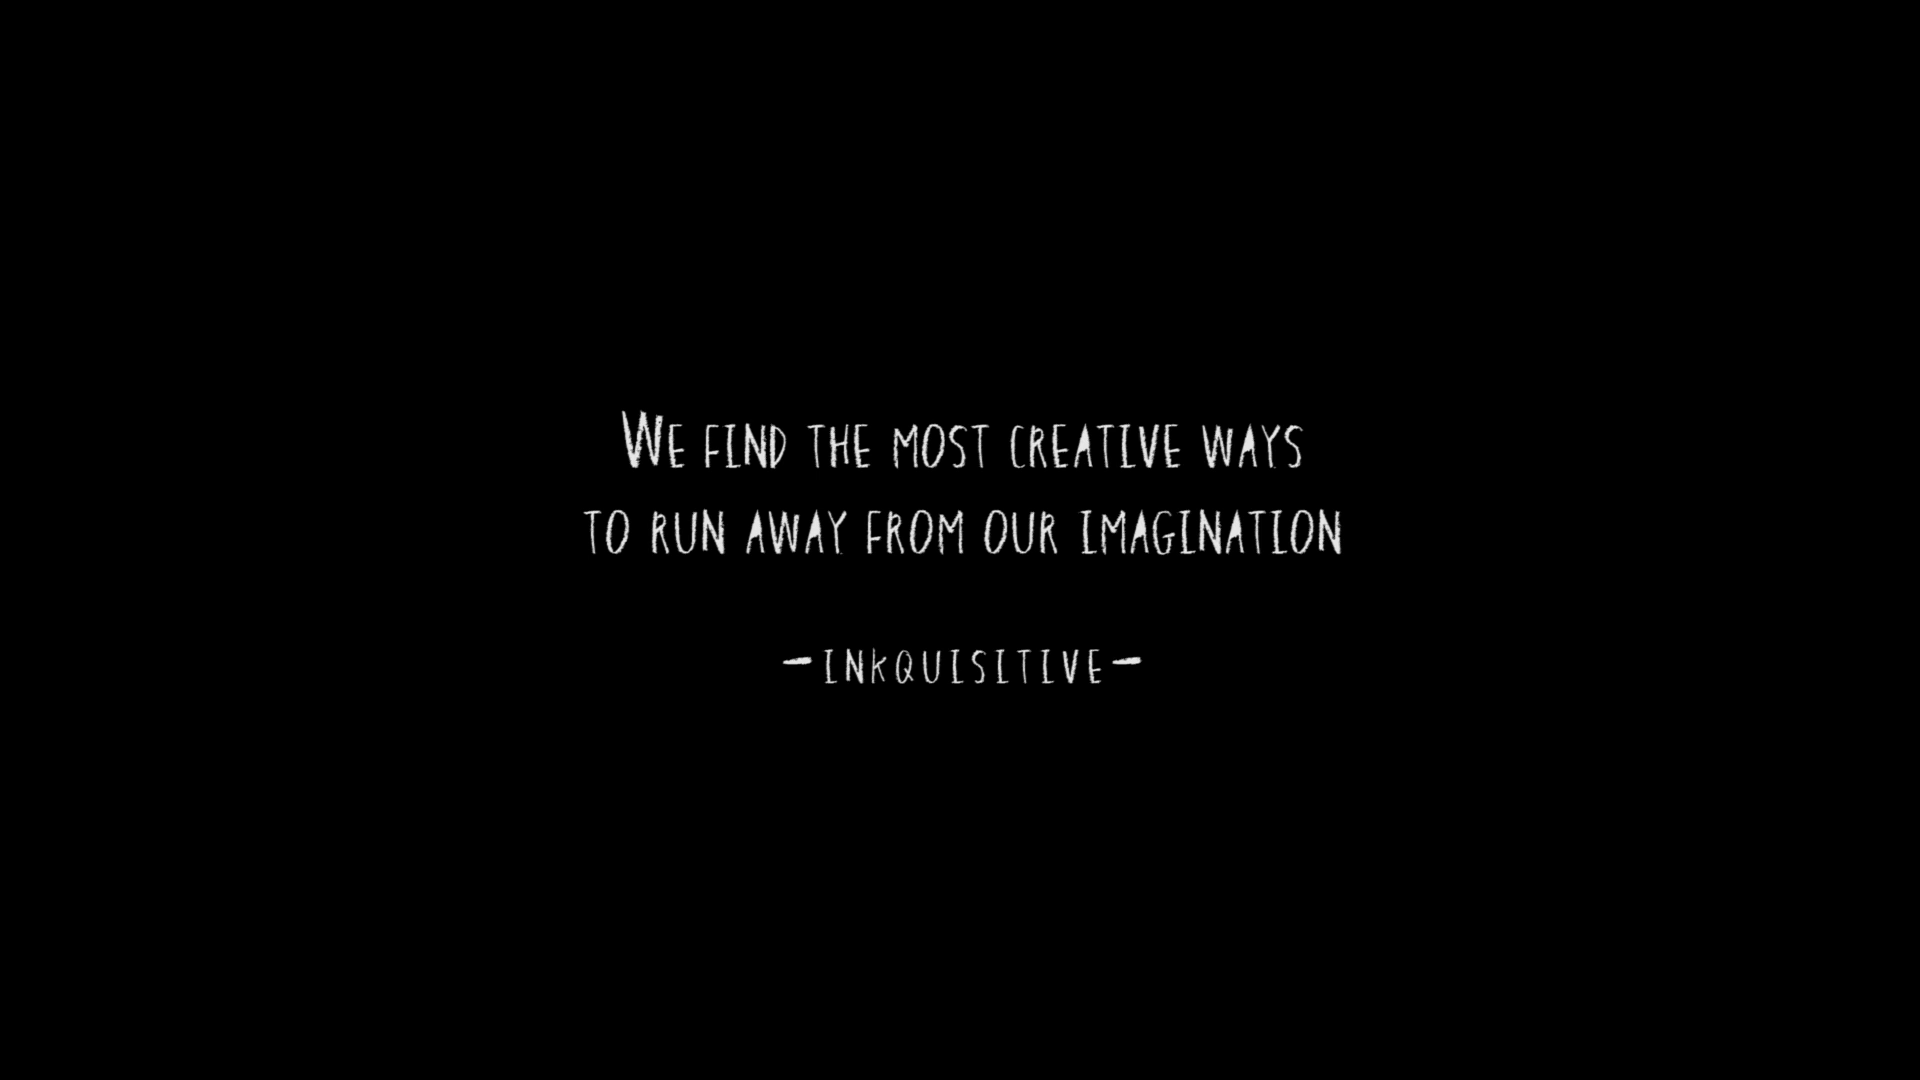 We find the most creative ways
to run away from our imagination
-inkquisitive-